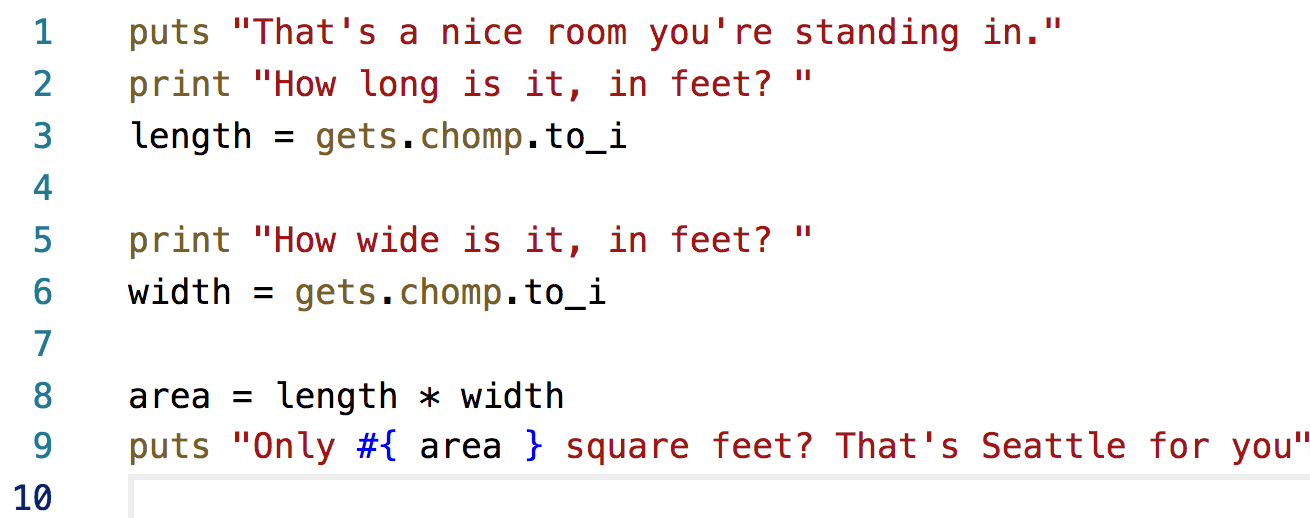 1 puts "That's a nice room you're standing in."
2 print "How long is it, in feet? "
3 length = gets.chomp.to_i
4
5 print "How wide is it, in feet? "
6 width = gets.chomp.to_i
7
8 area = length * width
9 puts "Only #{ area } square feet? That's Seattle for you"
10